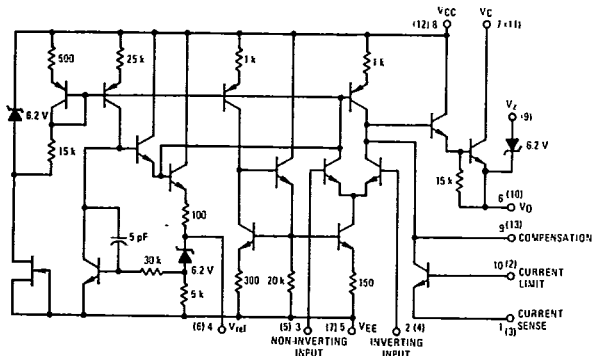 VCC
(12) 8
VC
7 (11)
500
25 k
1 k
1 k
6.2 V
Vz
(9)
6.2 V
15 k
15 k
6 (10)
VO
9 (13)
COMPENSATION
100
5 pF
30 k
6.2 V
5 k
300
20 k
150
10 (2)
CURRENT
LIMIT
CURRENT
SENSE
1 (3)
(6) 4 Vref
(5) 3
NON-INVERTING
INPUT
(7) 5 VEE
2 (4)
INVERTING
INPUT